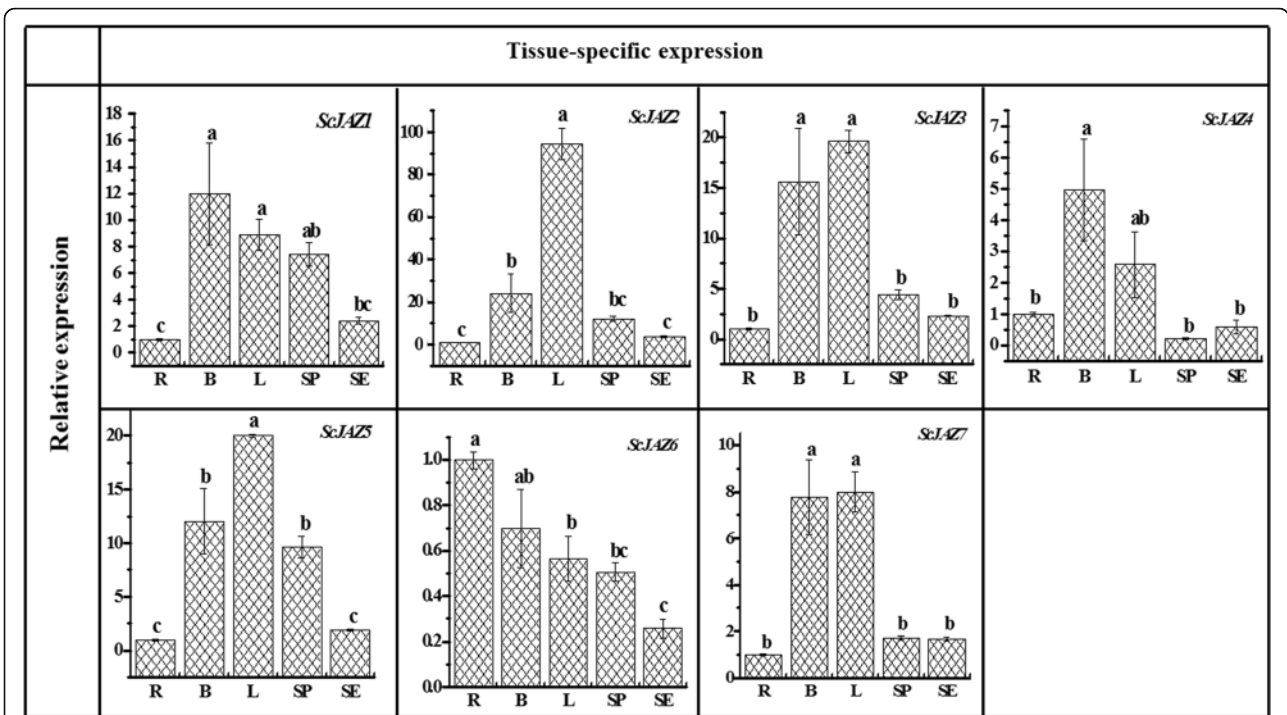 Tissue-specific expression
Relative expression
ScJAZ1
18
16
14
12
10
8
6
4
2
0
a
a
ab
bc
c
R B L SP SE
ScJAZ2
100
80
60
40
20
0
a
b
bc
c
c
R B L SP SE
ScJAZ3
20
15
10
5
0
a
a
b
b
b
R B L SP SE
ScJAZ4
7
6
5
4
3
2
1
0
a
ab
b
b
b
R B L SP SE
ScJAZ5
20
15
10
5
0
a
b
b
c
c
R B L SP SE
ScJAZ6
1.0
0.8
0.6
0.4
0.2
0.0
a
ab
b
bc
c
R B L SP SE
ScJAZ7
10
8
6
4
2
0
a
a
b
b
b
R B L SP SE